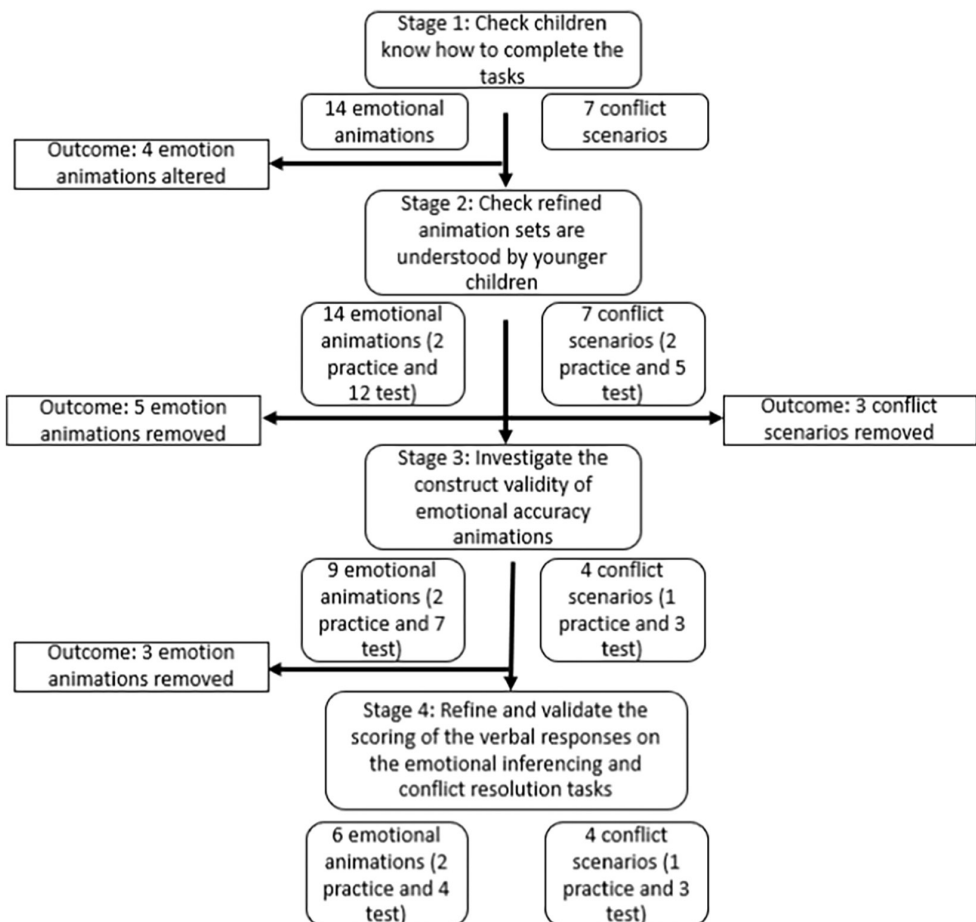 Stage 1: Check children
know how to complete the
tasks
14 emotional
animations
7 conflict
scenarios
Outcome: 4 emotion
animations altered
Stage 2: Check refined
animation sets are
understood by younger
children
14 emotional
animations (2
practice and
12 test)
7 conflict
scenarios (2
practice and 5
test)
Outcome: 5 emotion
animations removed
Outcome: 3 conflict
scenarios removed
Stage 3: Investigate the
construct validity of
emotional accuracy
animations
9 emotional
animations (2
practice and 7
test)
4 conflict
scenarios (1
practice and 3
test)
Outcome: 3 emotion
animations removed
Stage 4: Refine and validate the
scoring of the verbal responses on
the emotional inferencing and
conflict resolution tasks
6 emotional
animations (2
practice and 4
test)
4 conflict
scenarios (1
practice and 3
test)